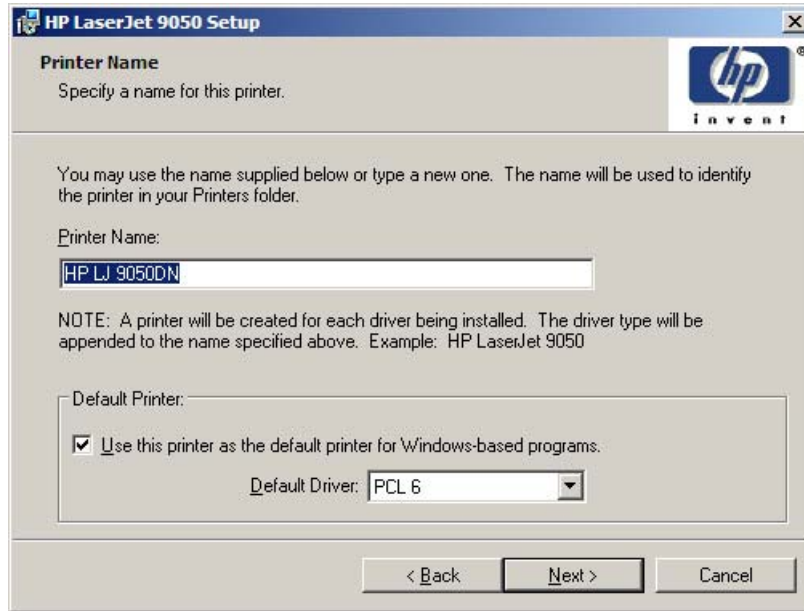 HP LaserJet 9050 Setup
Printer Name
Specify a name for this printer.
hp
®
invent
You may use the name supplied below or type a new one. The name will be used to identify
the printer in your Printers folder.
Printer Name:
HP LJ 9050DN
NOTE: A printer will be created for each driver being installed. The driver type will be
appended to the name specified above. Example: HP LaserJet 9050
Default Printer:
Use this printer as the default printer for Windows-based programs.
Default Driver: PCL 6
< Back Next > Cancel